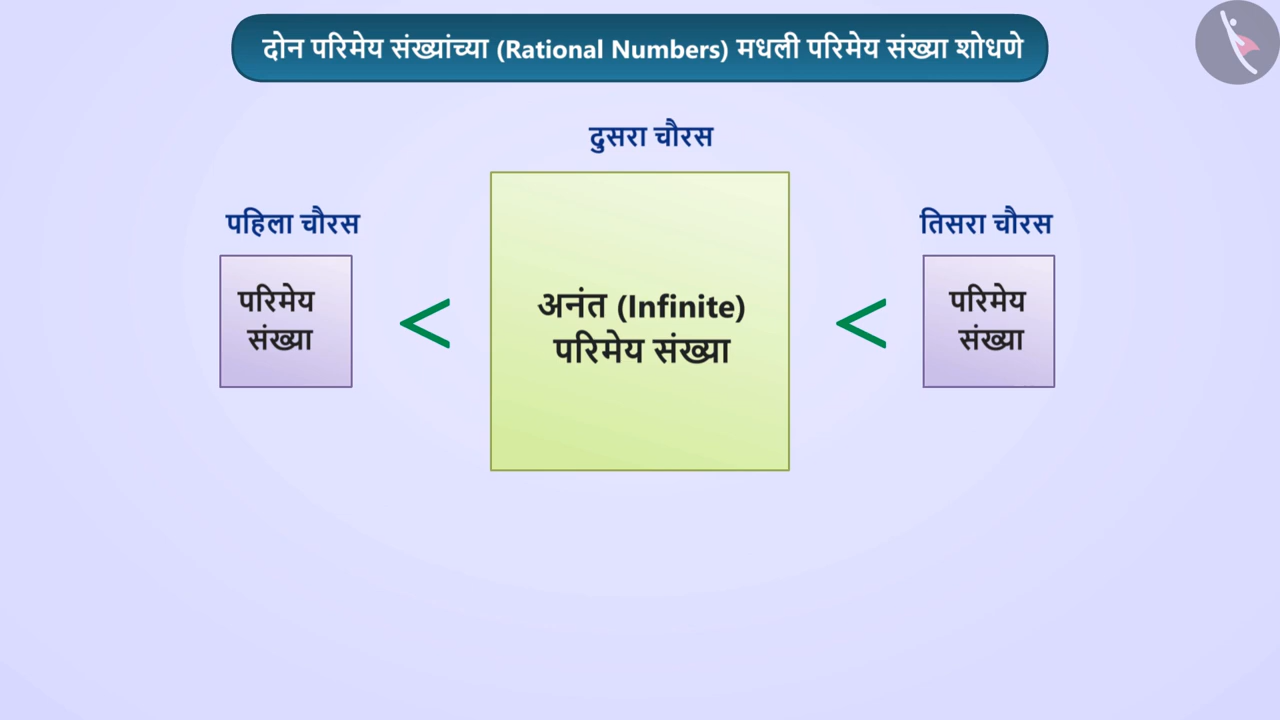 दोन परिमेय संख्यांच्या (Rational Numbers) मधली परिमेय संख्या शोधणे
दुसरा चौरस
पहिला चौरस
तिसरा चौरस
परिमेय
संख्या
<
अनंत (Infinite)
परिमेय संख्या
<
परिमेय
संख्या